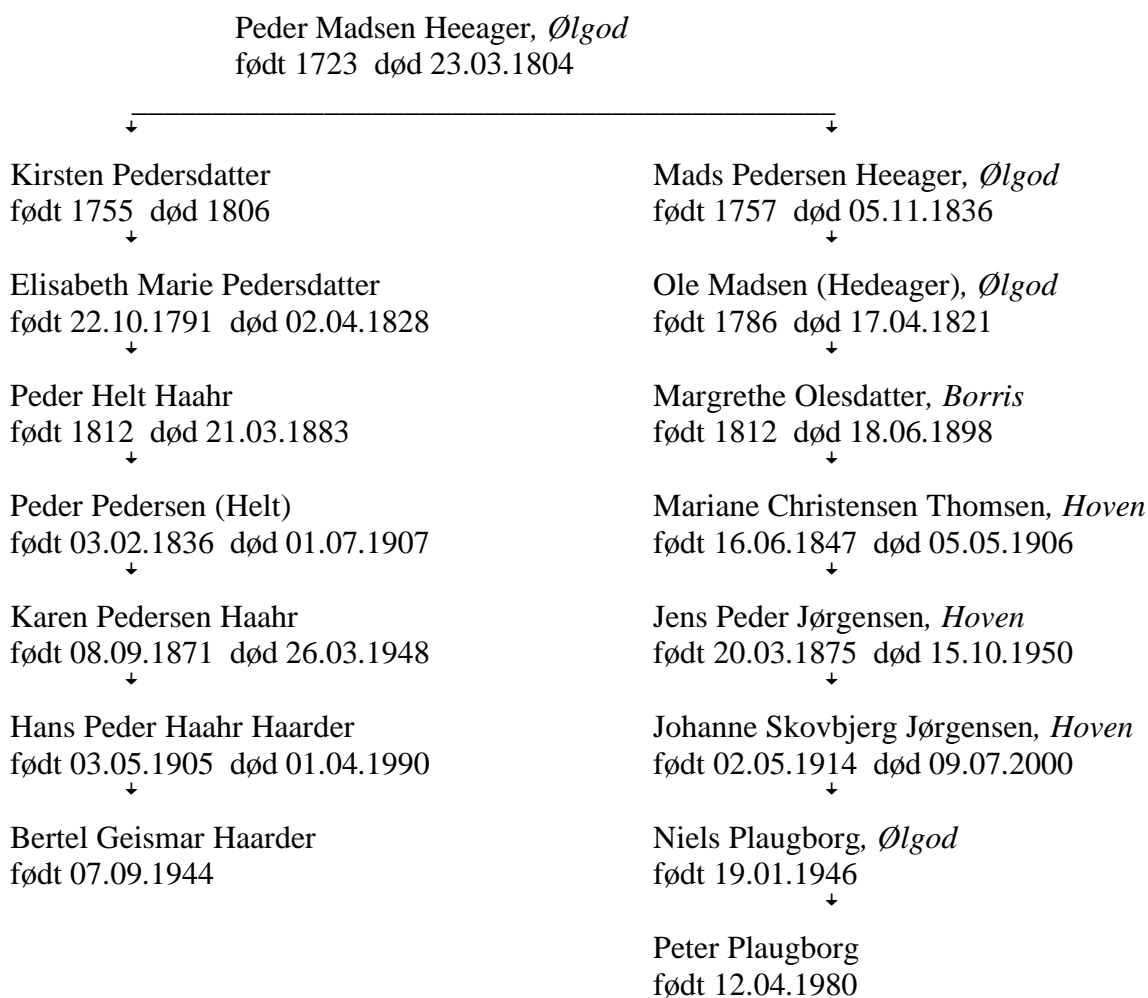 Peder Madsen Heeager, Ølgod
født 1723  død 23.03.1804
Kirsten Pedersdatter
født 1755  død 1806
Elisabeth Marie Pedersdatter
født 22.10.1791  død 02.04.1828
Peder Helt Haahr
født 1812  død 21.03.1883
Peder Pedersen (Helt)
født 03.02.1836  død 01.07.1907
Karen Pedersen Haahr
født 08.09.1871  død 26.03.1948
Hans Peder Haahr Haarder
født 03.05.1905  død 01.04.1990
Bertel Geismar Haarder
født 07.09.1944
Mads Pedersen Heeager, Ølgod
født 1757  død 05.11.1836
Ole Madsen (Hedeager), Ølgod
født 1786  død 17.04.1821
Margrethe Olesdatter, Borris
født 1812  død 18.06.1898
Mariane Christensen Thomsen, Hoven
født 16.06.1847  død 05.05.1906
Jens Peder Jørgensen, Hoven
født 20.03.1875  død 15.10.1950
Johanne Skovbjerg Jørgensen, Hoven
født 02.05.1914  død 09.07.2000
Niels Plaugborg, Ølgod
født 19.01.1946
Peter Plaugborg
født 12.04.1980